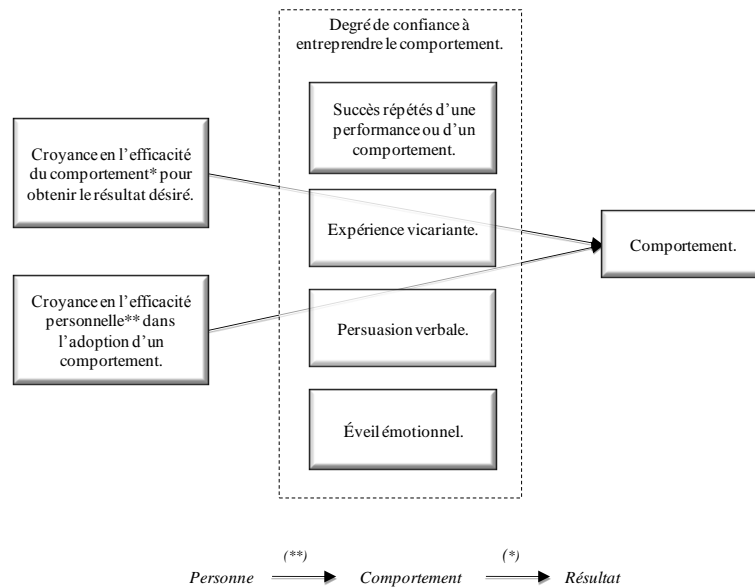 Degré de confiance à
entreprendre le comportement.
Succès répétés d'une
performance ou d'un
comportement.
Croyance en l'efficacité
du comportement* pour
obtenir le résultat désiré.
Expérience vicariante.
Comportement.
Croyance en l'efficacité
personnelle** dans
l'adoption d'un
comportement.
Persuasion verbale.
Éveil émotionnel.
(**) (*)
Personne Comportement Résultat